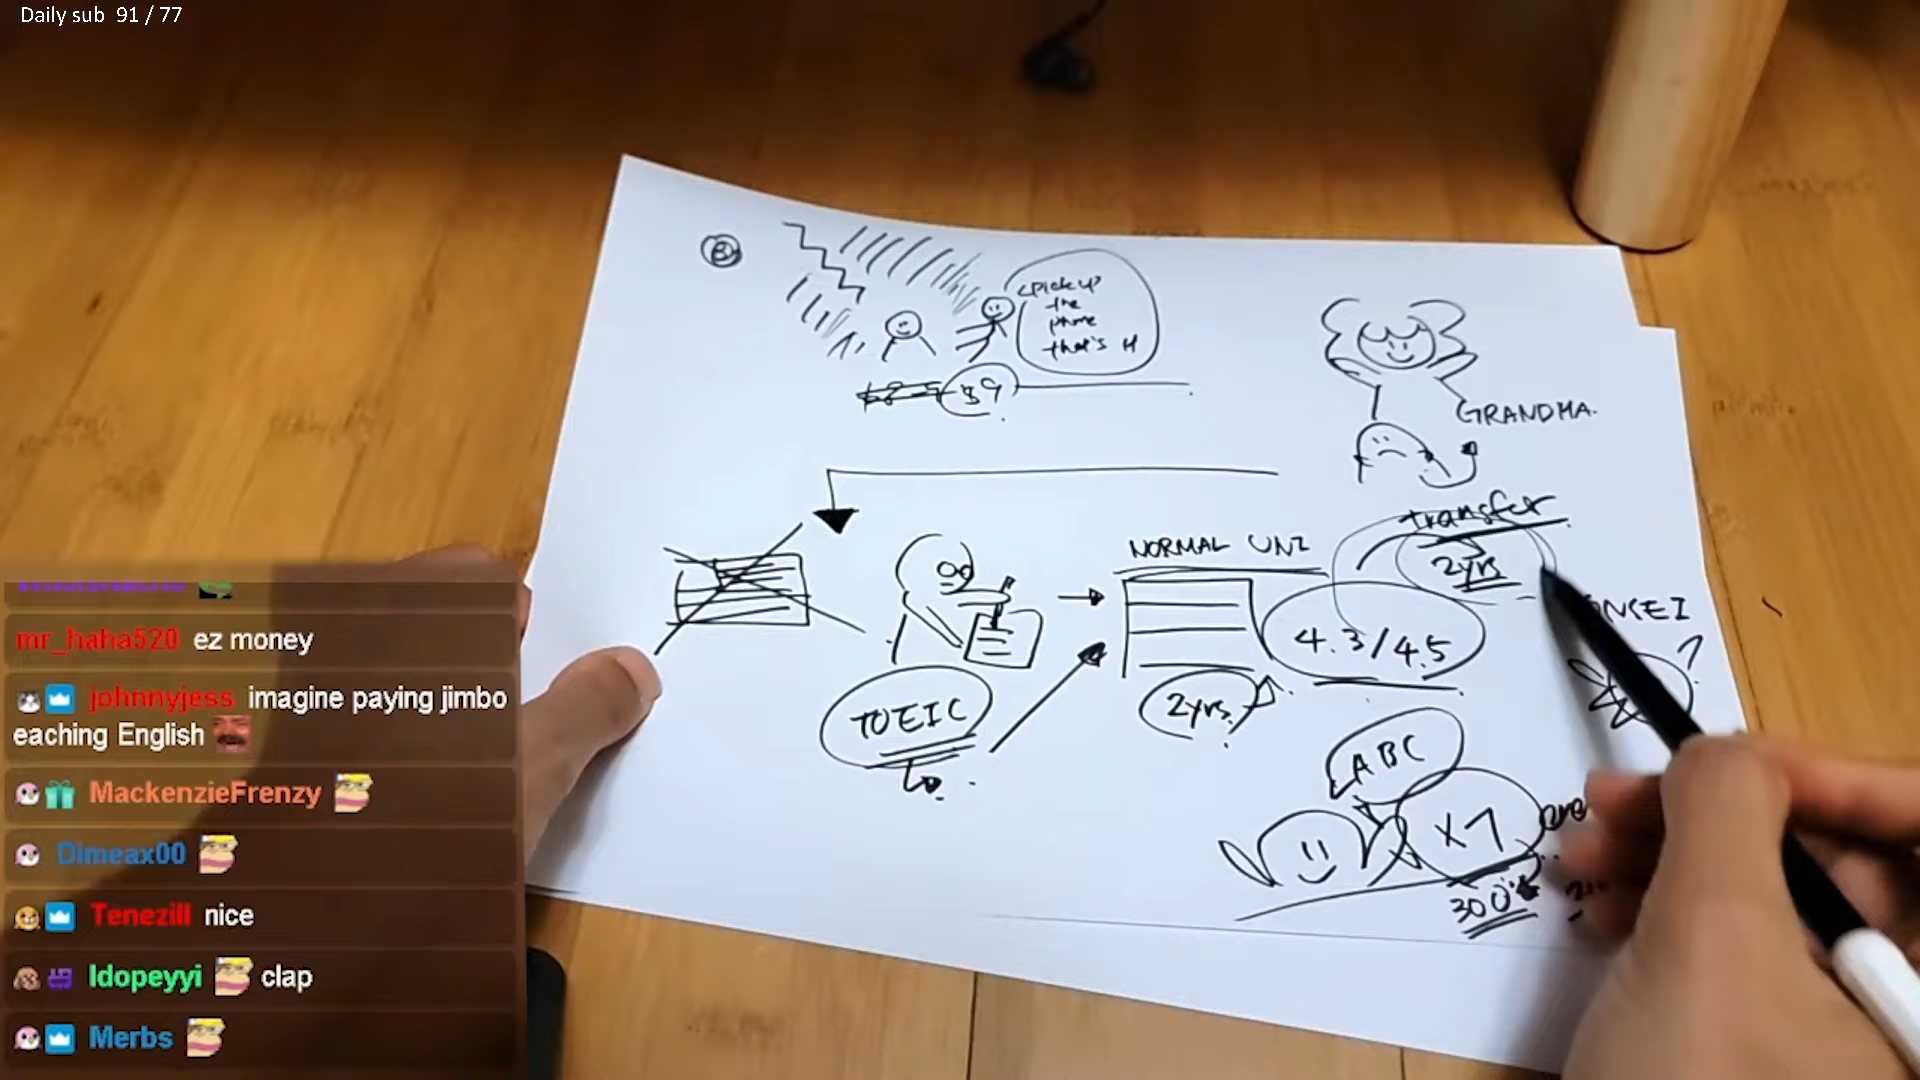 Daily sub 91 / 77
B
pick up
the
phone
that's it
$9
GRANDMA.
transfer
2yrs
NORMAL UNI
4.3/4.5
2yrs.
TOEIC
ABC
X7
300
mr_haha520 ez money
johnnyjess imagine paying jimbo
eaching English
MackenzieFrenzy
Dimeax00
Tenezill nice
Idopeyyi clap
Merbs